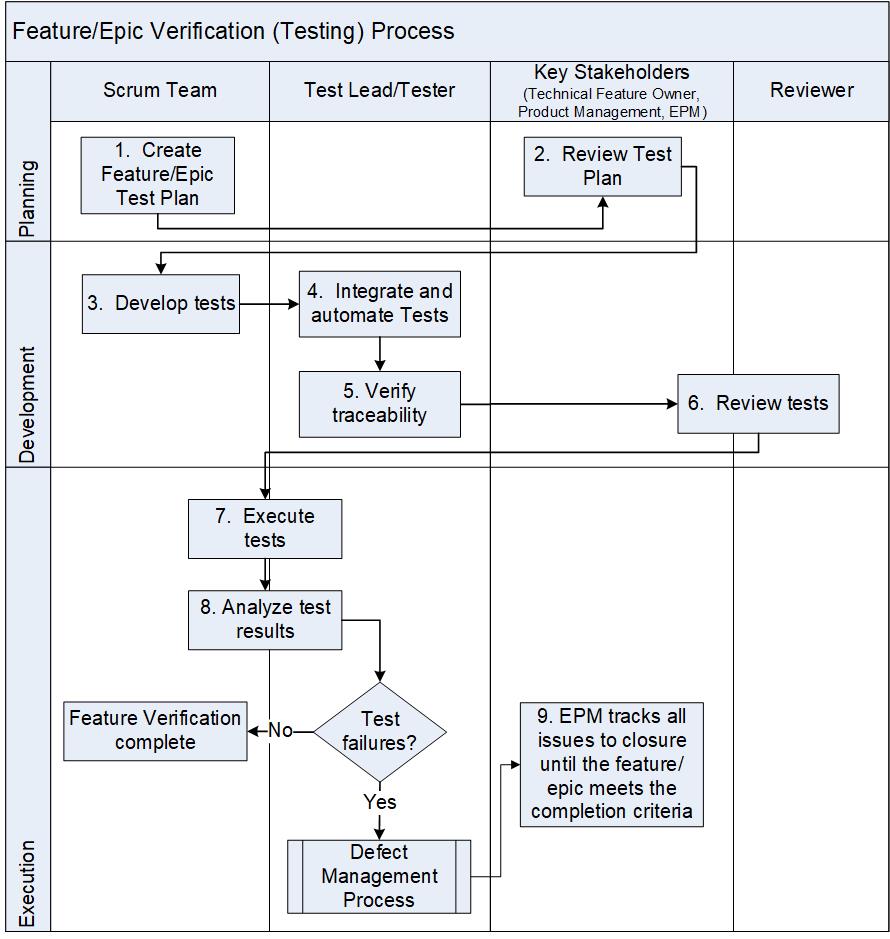 Feature/Epic Verification (Testing) Process
Scrum Team
Test Lead/Tester
Key Stakeholders
(Technical Feature Owner,
Product Management, EPM)
Reviewer
Planning
1. Create
Feature/Epic
Test Plan
2. Review Test
Plan
Development
3. Develop tests
4. Integrate and
automate Tests
5. Verify
traceability
6. Review tests
Execution
7. Execute
tests
8. Analyze test
results
Test
failures?
No
Feature Verification
complete
Yes
Defect
Management
Process
9. EPM tracks all
issues to closure
until the feature/
epic meets the
completion criteria